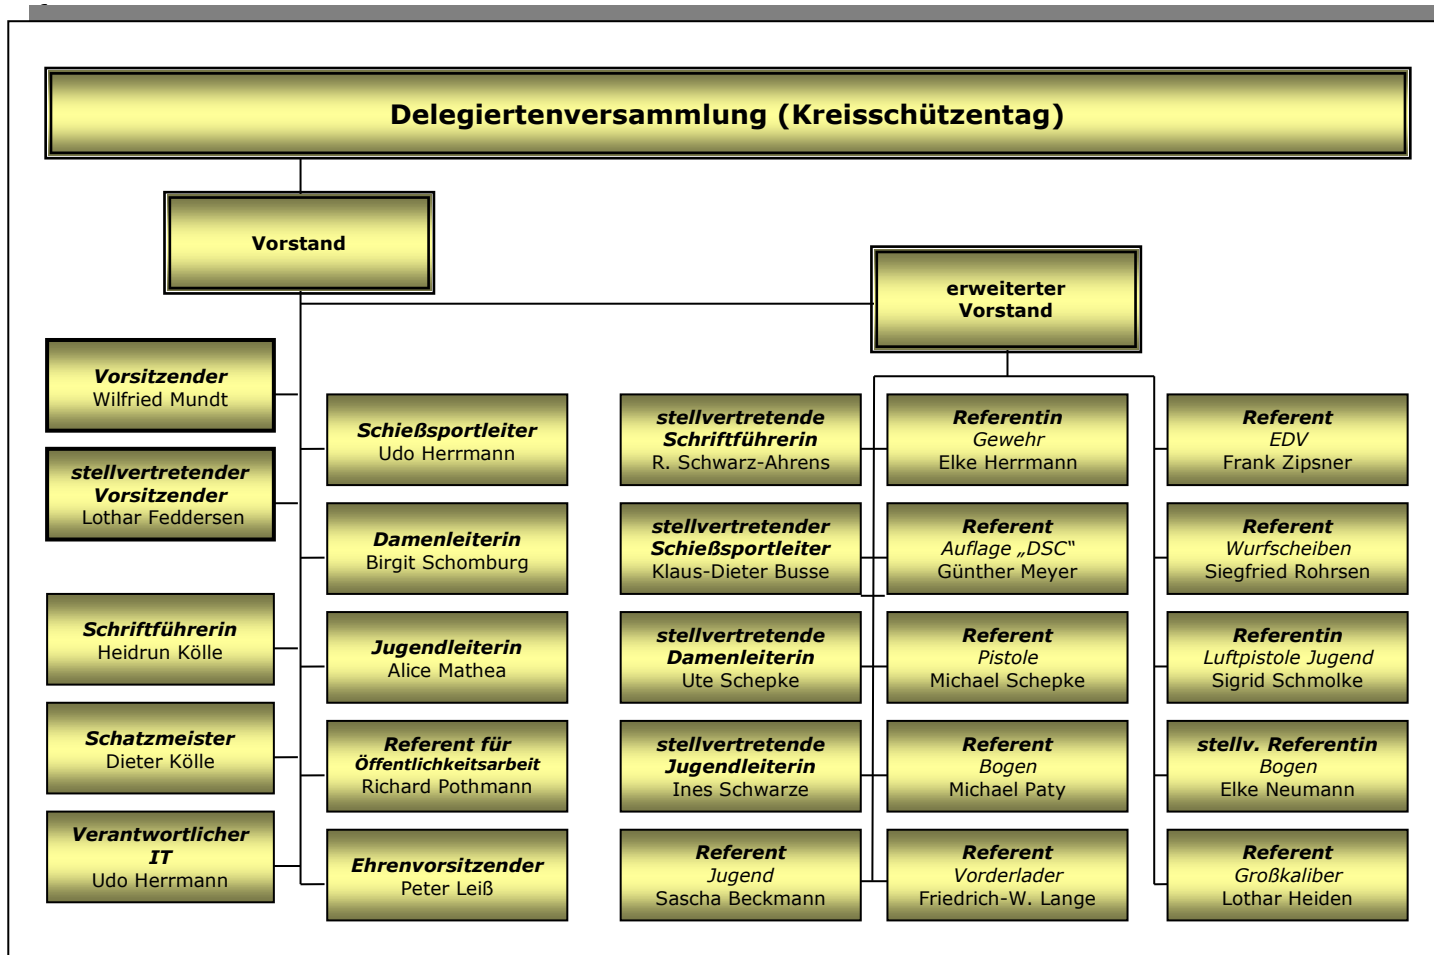 Delegiertenversammlung (Kreisschützentag)
Vorstand
erweiterter
Vorstand
Vorsitzender
Wilfried Mundt
stellvertretender
Vorsitzender
Lothar Feddersen
Schriftführerin
Heidrun Kölle
Schatzmeister
Dieter Kölle
Verantwortlicher
IT
Udo Herrmann
Schießsportleiter
Udo Herrmann
Damenleiterin
Birgit Schomburg
Jugendleiterin
Alice Mathea
Referent für
Öffentlichkeitsarbeit
Richard Pothmann
Ehrenvorsitzender
Peter Leiß
stellvertretende
Schriftführerin
R. Schwarz-Ahrens
stellvertretender
Schießsportleiter
Klaus-Dieter Busse
stellvertretende
Damenleiterin
Ute Schepke
stellvertretende
Jugendleiterin
Ines Schwarze
Referent
Jugend
Sascha Beckmann
Referentin
Gewehr
Elke Herrmann
Referent
Auflage „DSC“
Günther Meyer
Referent
Pistole
Michael Schepke
Referent
Bogen
Michael Paty
Referent
Vorderlader
Friedrich-W. Lange
Referent
EDV
Frank Zipsner
Referent
Wurfscheiben
Siegfried Rohrsen
Referentin
Luftpistole Jugend
Sigrid Schmolke
stellv. Referentin
Bogen
Elke Neumann
Referent
Großkaliber
Lothar Heiden